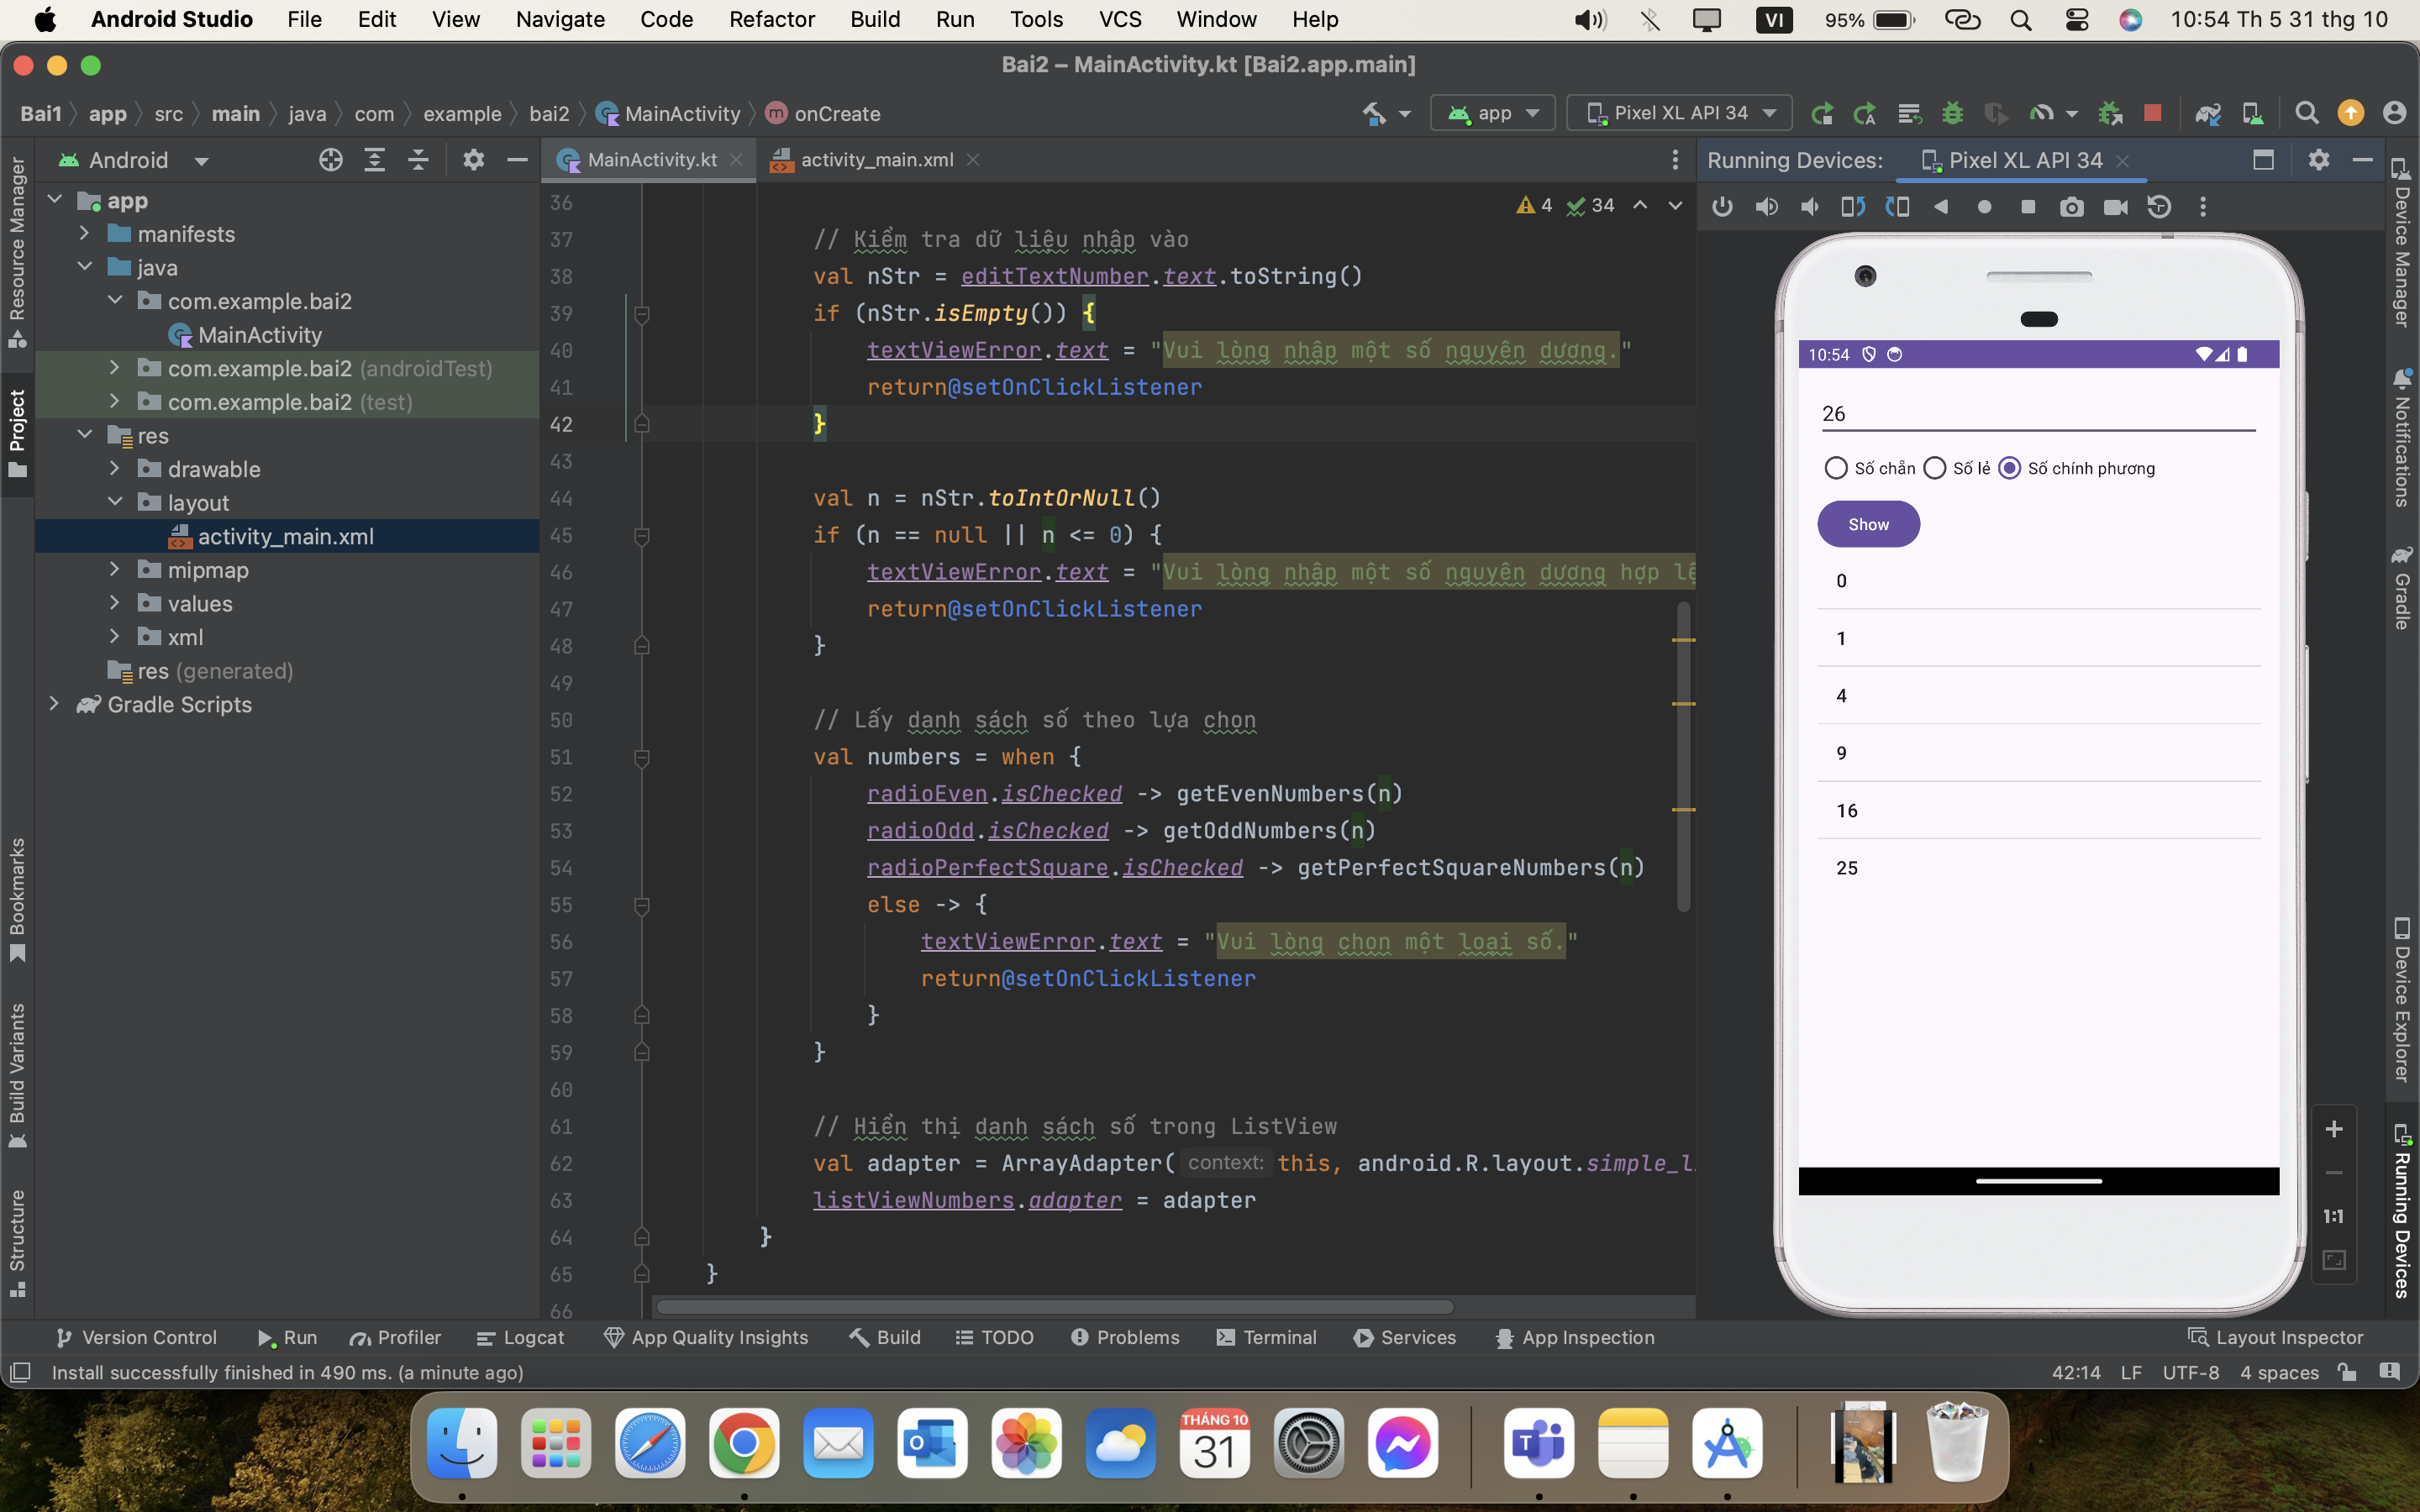 Android Studio File Edit View Navigate Code Refactor Build Run Tools VCS Window Help VI 95% 10:54 Th 5 31 thg 10
Bai2 – MainActivity.kt [Bai2.app.main]
Bai1 app src main java com example bai2 MainActivity onCreate app Pixel XL API 34
Android
MainActivity.kt activity_main.xml
Running Devices: Pixel XL API 34
Resource Manager
Project
Bookmarks
Build Variants
Structure
app
manifests
java
com.example.bai2
MainActivity
com.example.bai2 (androidTest)
com.example.bai2 (test)
res
drawable
layout
activity_main.xml
mipmap
values
xml
res (generated)
Gradle Scripts
4 34
36
37 // Kiểm tra dữ liệu nhập vào
38 val nStr = editTextNumber.text.toString()
39 if (nStr.isEmpty()) {
40 textViewError.text = "Vui lòng nhập một số nguyên dương."
41 return@setOnClickListener
42 }
43
44 val n = nStr.toIntOrNull()
45 if (n == null || n <= 0) {
46 textViewError.text = "Vui lòng nhập một số nguyên dương hợp lệ
47 return@setOnClickListener
48 }
49
50 // Lấy danh sách số theo lựa chọn
51 val numbers = when {
52 radioEven.isChecked -> getEvenNumbers(n)
53 radioOdd.isChecked -> getOddNumbers(n)
54 radioPerfectSquare.isChecked -> getPerfectSquareNumbers(n)
55 else -> {
56 textViewError.text = "Vui lòng chọn một loại số."
57 return@setOnClickListener
58 }
59 }
60
61 // Hiển thị danh sách số trong ListView
62 val adapter = ArrayAdapter( context: this, android.R.layout.simple_l
63 listViewNumbers.adapter = adapter
64 }
65 }
66
10:54
26
Số chẵn Số lẻ Số chính phương
Show
0
1
4
9
16
25
1:1
Device Manager
Notifications
Gradle
Device Explorer
Running Devices
Version Control Run Profiler Logcat App Quality Insights Build TODO Problems Terminal Services App Inspection Layout Inspector
Install successfully finished in 490 ms. (a minute ago) 42:14 LF UTF-8 4 spaces
THÁNG 10
31